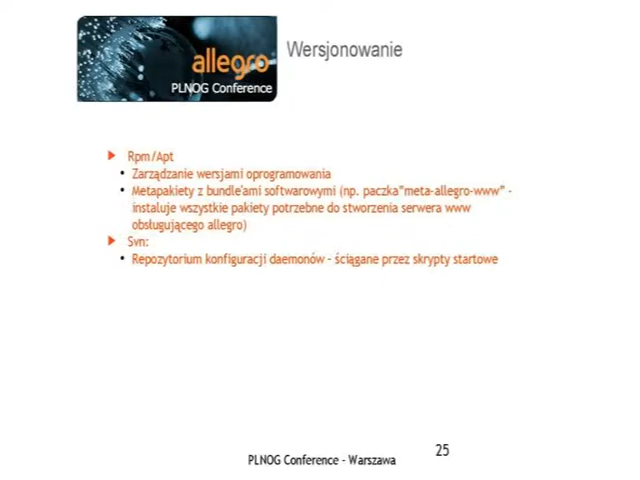 allegro
PLNOG Conference
Wersjonowanie
Rpm/Apt
• Zarządzanie wersjami oprogramowania
• Metapakiety z bundle'ami softwarowymi (np. paczka"meta-allegro-www" -
instaluje wszystkie pakiety potrzebne do stworzenia serwera www
obsługującego allegro)
Svn:
• Repozytorium konfiguracji daemonów - ściągane przez skrypty startowe
25
PLNOG Conference - Warszawa